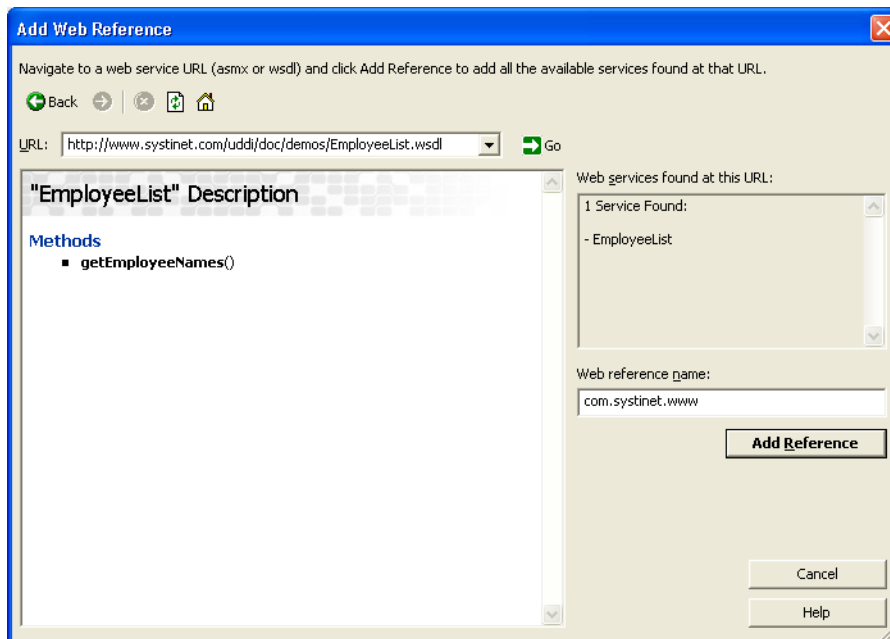 Add Web Reference
Navigate to a web service URL (asmx or wsdl) and click Add Reference to add all the available services found at that URL.
Back
URL: http://www.systinet.com/uddi/doc/demos/EmployeeList.wsdl Go
"EmployeeList" Description
Methods
getEmployeeNames()
Web services found at this URL:
1 Service Found:
- EmployeeList
Web reference name:
com.systinet.www
Add Reference
Cancel
Help